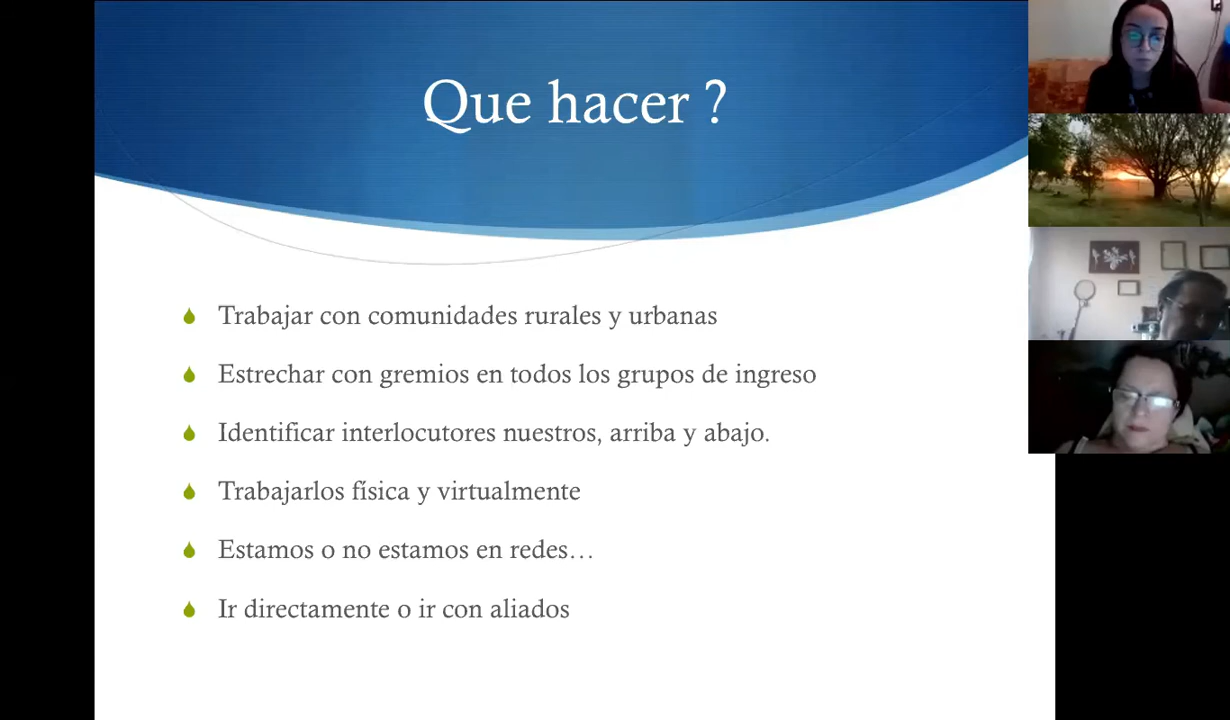 Que hacer ?
Trabajar con comunidades rurales y urbanas
Estrechar con gremios en todos los grupos de ingreso
Identificar interlocutores nuestros, arriba y abajo.
Trabajarlos física y virtualmente
Estamos o no estamos en redes…
Ir directamente o ir con aliados